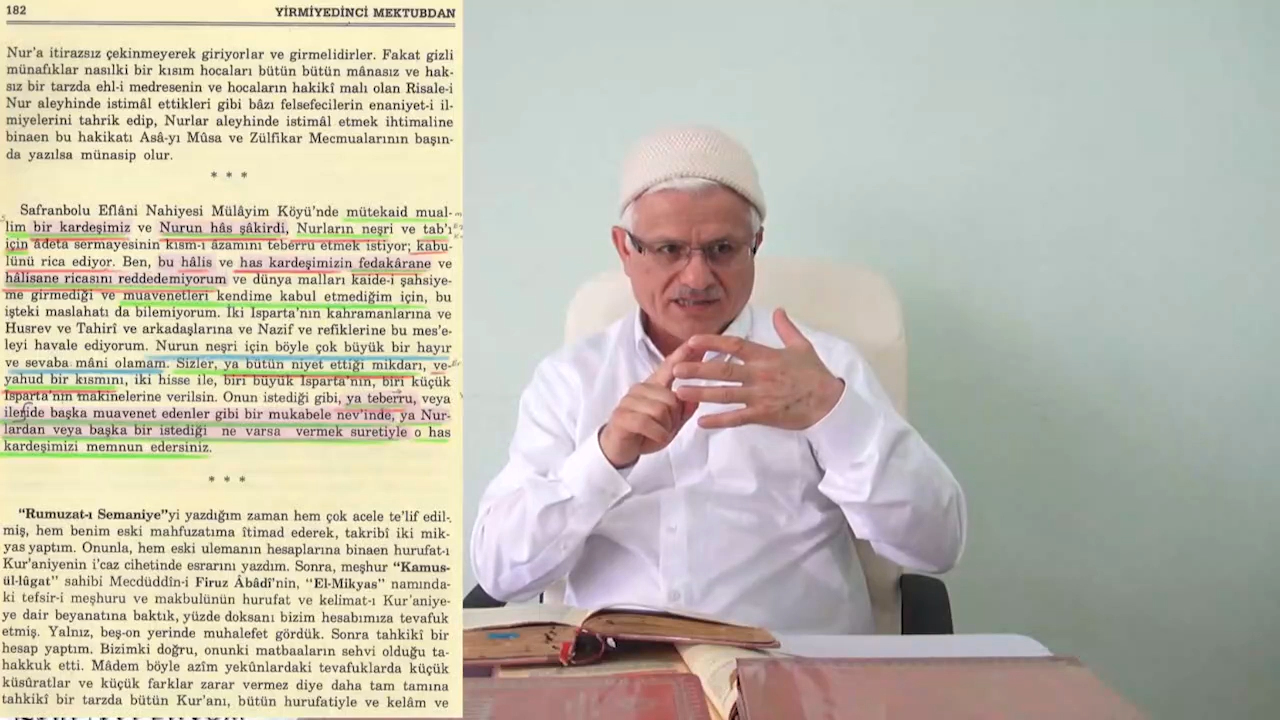 182 YİRMİYEDİNCİ MEKTUBDAN
Nur'a itirazsız çekinmeyerek giriyorlar ve girmelidirler. Fakat gizli
münafıklar nasılki bir kısım hocaları bütün bütün mânasız ve hak-
sız bir tarzda ehl-i medresenin ve hocaların hakikî malı olan Risale-i
Nur aleyhinde istimâl ettikleri gibi bâzı felsefecilerin enaniyet-i il-
miyelerini tahrik edip, Nurlar aleyhinde istimâl etmek ihtimaline
binaen bu hakikatı Asâ-yı Mûsa ve Zülfikar Mecmualarının başın-
da yazılsa münasip olur.
* * *
Safranbolu Eflâni Nahiyesi Mülâyim Köyü'nde mütekaid mual-
lim bir kardeşimiz ve Nurun hâs şâkirdi, Nurların neşri ve tab'ı
için âdeta sermayesinin kısm-ı âzamını teberru etmek istiyor; kabu-
lünü rica ediyor. Ben, bu hâlis ve has kardeşimizin fedakârane ve
hâlisane ricasını reddedemiyorum ve dünya malları kaide-i şahsiye-
me girmediği ve muavenetleri kendime kabul etmediğim için, bu
işteki maslahatı da bilemiyorum. İki Isparta'nın kahramanlarına ve
Husrev ve Tahirî ve arkadaşlarına ve Nazif ve refiklerine bu mes'e-
leyi havale ediyorum. Nurun neşri için böyle çok büyük bir hayır
ve sevaba mâni olamam. Sizler, ya bütün niyet ettiği mikdarı, ve-
yahud bir kısmını, iki hisse ile, biri büyük Isparta'nın, biri küçük
Isparta'nın makinelerine verilsin. Onun istediği gibi, ya teberru, veya
ileride başka muavenet edenler gibi bir mukabele nev'inde, ya Nur-
lardan veya başka bir istediği ne varsa vermek suretiyle o has
kardeşimizi memnun edersiniz.
* * *
"Rumuzat-ı Semaniye"yi yazdığım zaman hem çok acele te'lif edil-
miş, hem benim eski mahfuzatıma îtimad ederek, takribî iki mik-
yas yaptım. Onunla, hem eski ulemanın hesaplarına binaen hurufat-ı
Kur'aniyenin i'caz cihetinde esrarını yazdım. Sonra, meşhur "Kamus-
ül-lûgat" sahibi Mecdüddîn-i Firuz Âbâdî'nin, "El-Mikyas" namında-
ki tefsir-i meşhuru ve makbulünün hurufat ve kelimat-ı Kur'aniye-
ye dair beyanatına baktık, yüzde doksanı bizim hesabımıza tevafuk
etmiş. Yalnız, beş-on yerinde muhalefet gördük. Sonra tahkikî bir
hesap yaptım. Bizimki doğru, onunki matbaaların sehvi olduğu ta-
hakkuk etti. Mâdem böyle azîm yekûnlardaki tevafuklarda küçük
küsûratlar ve küçük farklar zarar vermez diye daha tam tamına
tahkikî bir tarzda bütün Kur'anı, bütün hurufatiyle ve kelâm ve